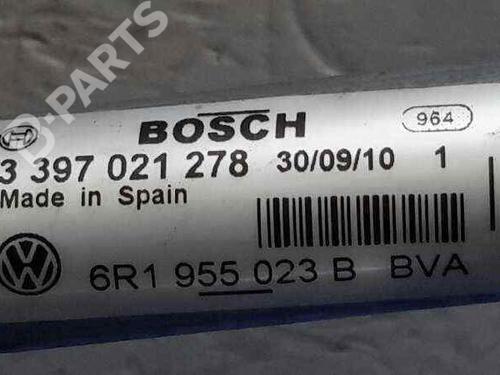 B-PARTS
BOSCH
964
3 397 021 278 30/09/10 1
Made in Spain
6R1 955 023 B BVA